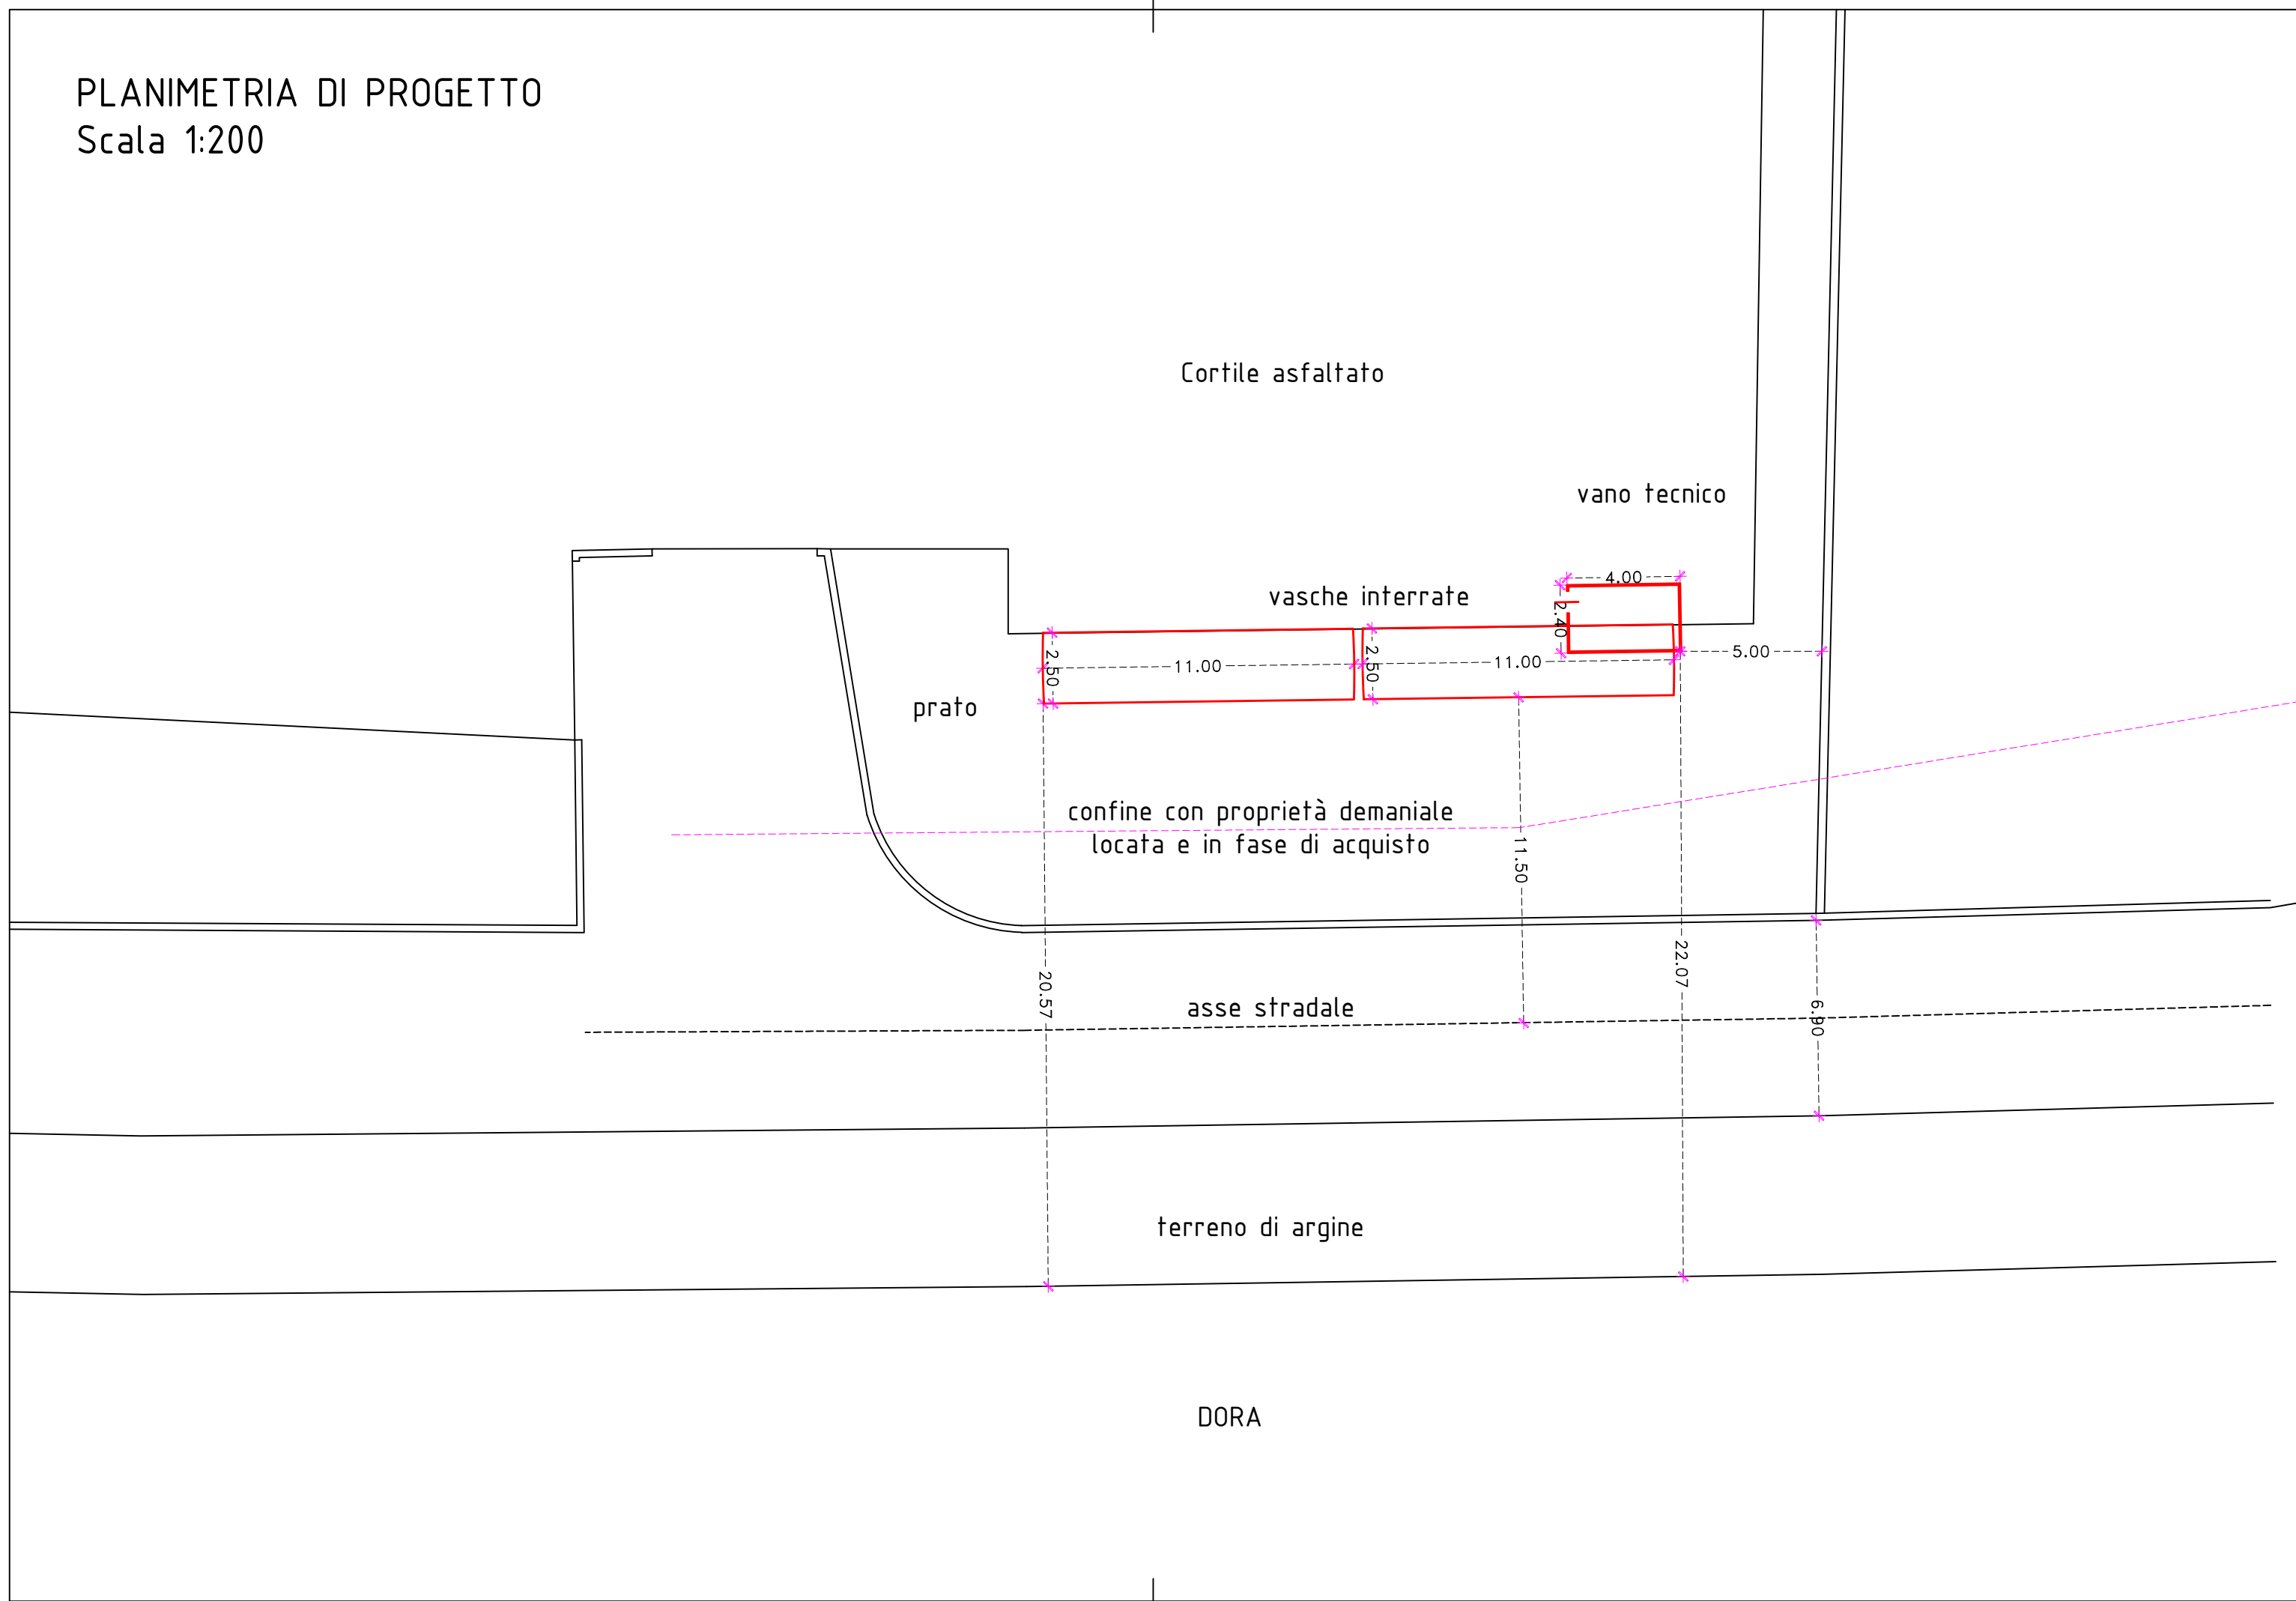 PLANIMETRIA DI PROGETTO
Scala 1:200
Cortile asfaltato
vano tecnico
4.00
vasche interrate
2.40
2.50
11.00
2.50
11.00
5.00
prato
confine con proprietà demaniale
locata e in fase di acquisto
11.50
22.07
20.57
asse stradale
6.90
terreno di argine
DORA